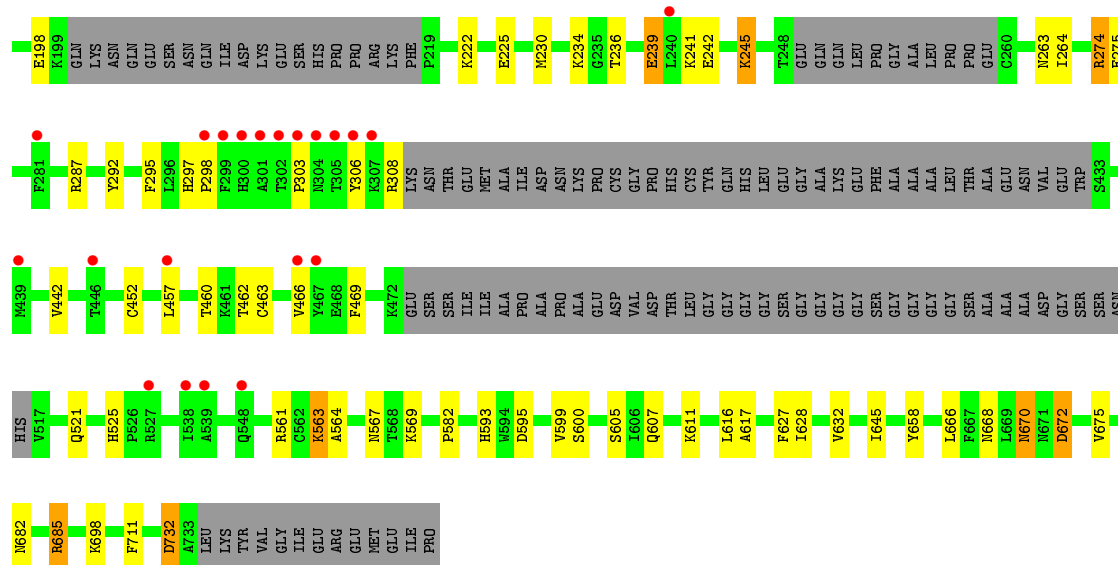 E198 K199 GLN LYS ASN GLN GLU SER ASN GLN ILE ASP LYS GLU SER HIS PRO PRO ARG LYS PHE P219 K222 E225 M230 K234 G235 T236 E239 L240 K241 E242 K245 T248 GLU GLN GLN LEU PRO GLY ALA LEU PRO PRO GLU C260 N263 I264 R274
F281 R287 Y292 F295 L296 H297 P298 F299 H300 A301 T302 P303 N304 T305 Y306 K307 R308 LYS ASN THR GLU MET ALA ILE ASP ASN LYS PRO CYS GLY PRO HIS CYS TYR GLN HIS LEU GLU GLY ALA LYS GLU PHE ALA ALA ALA LEU THR ALA GLU ASN VAL GLU TRP S433
M439 V442 T446 C452 L457 T460 K461 T462 C463 V466 Y467 E468 F469 K472 GLU SER SER ILE ILE ALA PRO ALA PRO ALA GLU ASP VAL ASP THR LEU GLY GLY GLY GLY SER GLY GLY GLY GLY SER GLY GLY GLY GLY SER ALA ALA ALA ASP GLY SER SER ASN
HIS V517 Q521 H525 P526 R527 I538 A539 Q548 R561 C562 K563 A564 N567 T568 K569 P582 H593 W594 D595 V599 S600 S605 I606 Q607 K611 L616 A617 F627 I628 V632 I645 Y658 L666 F667 N668 L669 N670 N671 D672 V675
N682 R685 K698 F711 D732 A733 LEU LYS TYR VAL GLY ILE GLU ARG GLU MET GLU ILE PRO